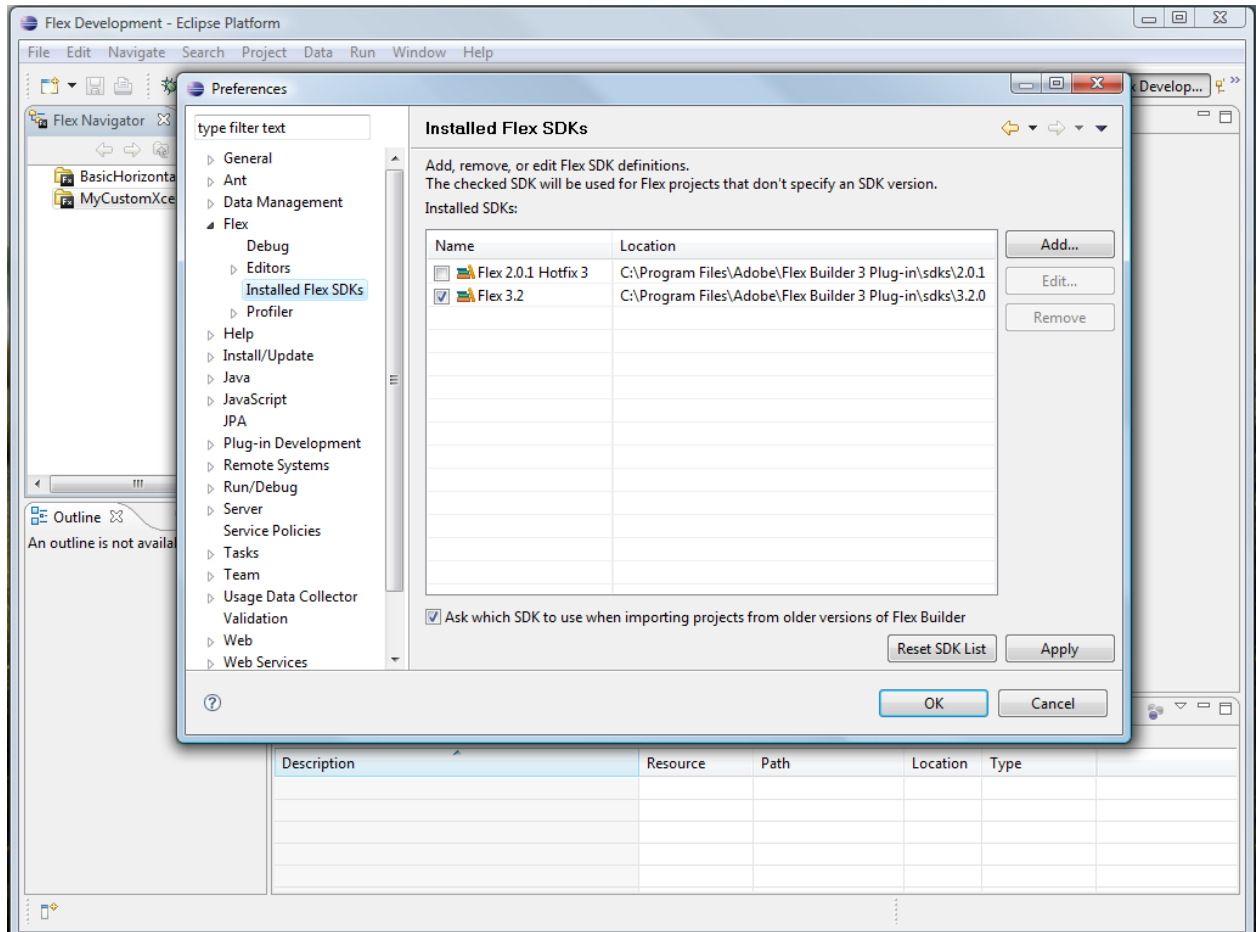 Flex Development - Eclipse Platform
File Edit Navigate Search Project Data Run Window Help
Preferences
Develop...
Flex Navigator
BasicHorizonta
MyCustomXce
type filter text
General
Ant
Data Management
Flex
Debug
Editors
Installed Flex SDKs
Profiler
Help
Install/Update
Java
JavaScript
JPA
Plug-in Development
Remote Systems
Run/Debug
Server
Service Policies
Tasks
Team
Usage Data Collector
Validation
Web
Web Services
Installed Flex SDKs
Add, remove, or edit Flex SDK definitions.
The checked SDK will be used for Flex projects that don't specify an SDK version.
Installed SDKs:
Name Location
Flex 2.0.1 Hotfix 3 C:\Program Files\Adobe\Flex Builder 3 Plug-in\sdks\2.0.1
Flex 3.2 C:\Program Files\Adobe\Flex Builder 3 Plug-in\sdks\3.2.0
Add...
Edit...
Remove
Ask which SDK to use when importing projects from older versions of Flex Builder
Reset SDK List Apply
OK Cancel
Outline
An outline is not availal
Description Resource Path Location Type